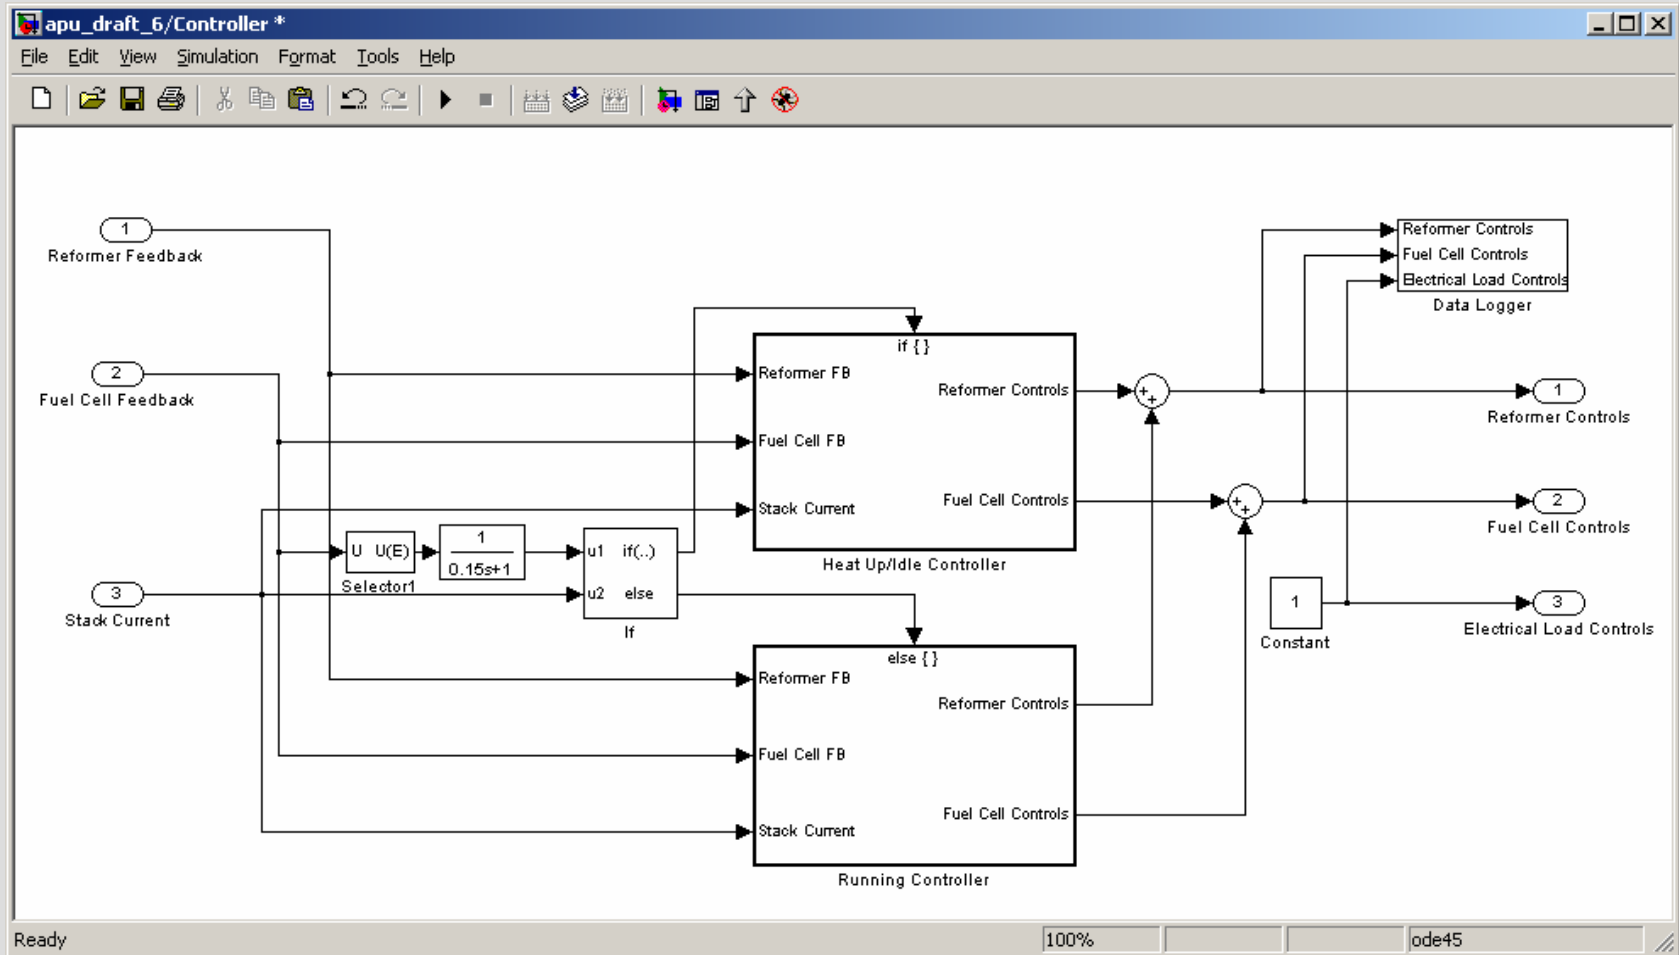 apu_draft_6/Controller *
File Edit View Simulation Format Tools Help
1
Reformer Feedback
Reformer Controls
Fuel Cell Controls
Electrical Load Controls
Data Logger
if { }
2
Fuel Cell Feedback
Reformer FB
Reformer Controls
+
+
1
Reformer Controls
Fuel Cell FB
Fuel Cell Controls
+
+
2
Fuel Cell Controls
Stack Current
Heat Up/Idle Controller
U U(E)
Selector1
1
0.15s+1
u1 if(..)
u2 else
If
3
Stack Current
1
Constant
3
Electrical Load Controls
else { }
Reformer FB
Reformer Controls
Fuel Cell FB
Fuel Cell Controls
Stack Current
Running Controller
Ready 100% ode45